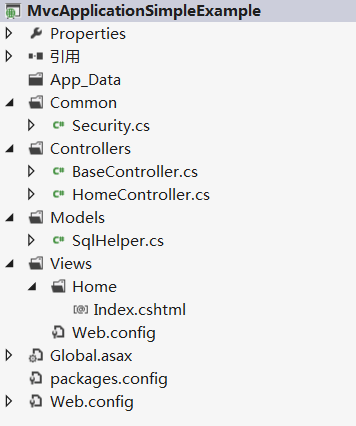 MvcApplicationSimpleExample
Properties
引用
App_Data
Common
C# Security.cs
Controllers
C# BaseController.cs
C# HomeController.cs
Models
C# SqlHelper.cs
Views
Home
[@] Index.cshtml
Web.config
Global.asax
packages.config
Web.config